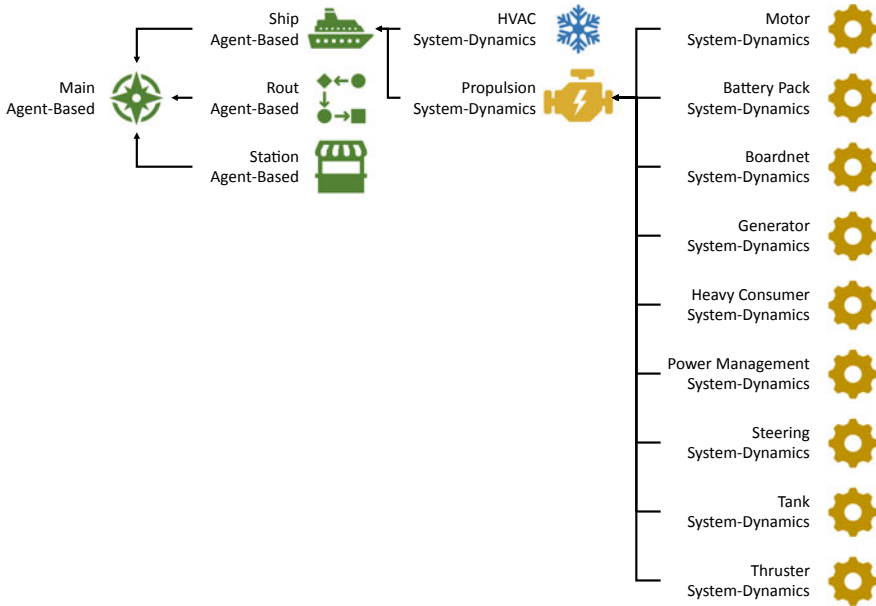 Main
Agent-Based
Ship
Agent-Based
Rout
Agent-Based
Station
Agent-Based
HVAC
System-Dynamics
Propulsion
System-Dynamics
Motor
System-Dynamics
Battery Pack
System-Dynamics
Boardnet
System-Dynamics
Generator
System-Dynamics
Heavy Consumer
System-Dynamics
Power Management
System-Dynamics
Steering
System-Dynamics
Tank
System-Dynamics
Thruster
System-Dynamics